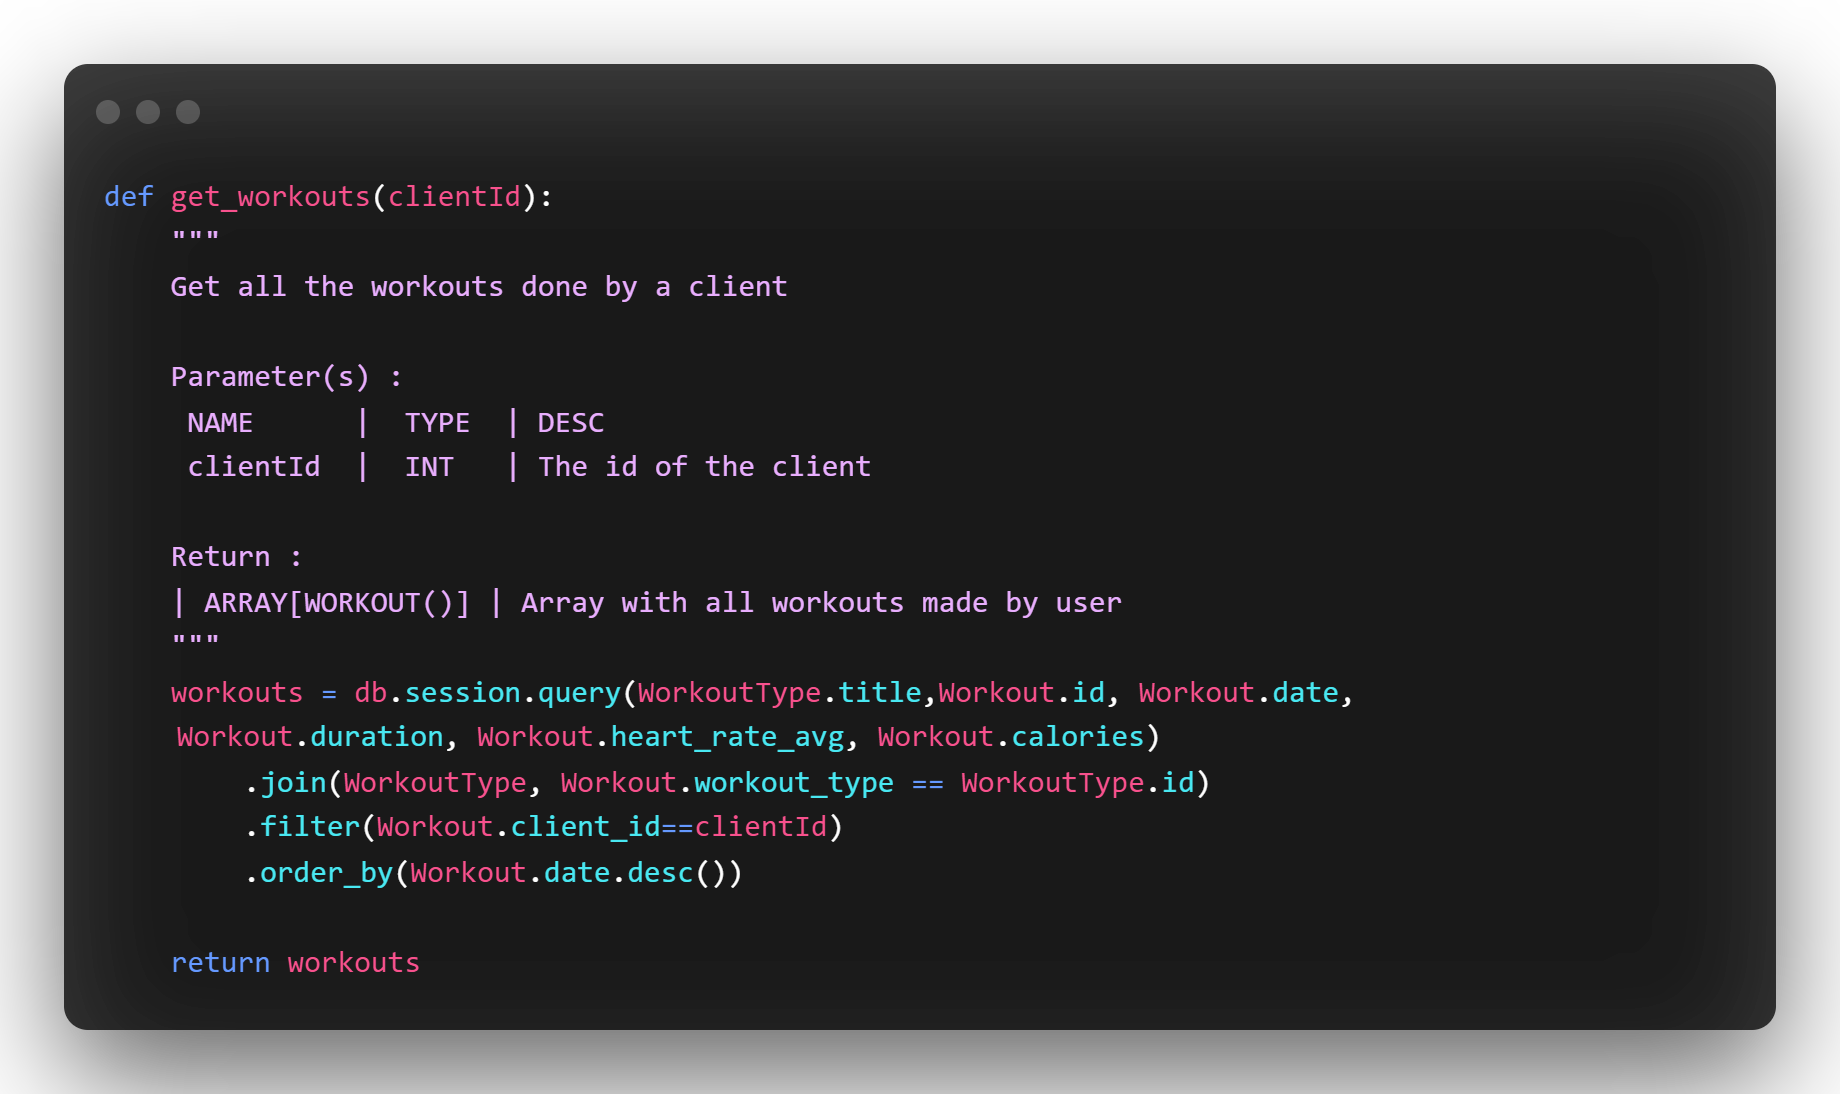 def get_workouts(clientId):
    """
    Get all the workouts done by a client

    Parameter(s) :
     NAME      |  TYPE  | DESC
     clientId  |  INT   | The id of the client

    Return :
    | ARRAY[WORKOUT()] | Array with all workouts made by user
    """
    workouts = db.session.query(WorkoutType.title,Workout.id, Workout.date,
    Workout.duration, Workout.heart_rate_avg, Workout.calories)
        .join(WorkoutType, Workout.workout_type == WorkoutType.id)
        .filter(Workout.client_id==clientId)
        .order_by(Workout.date.desc())

    return workouts